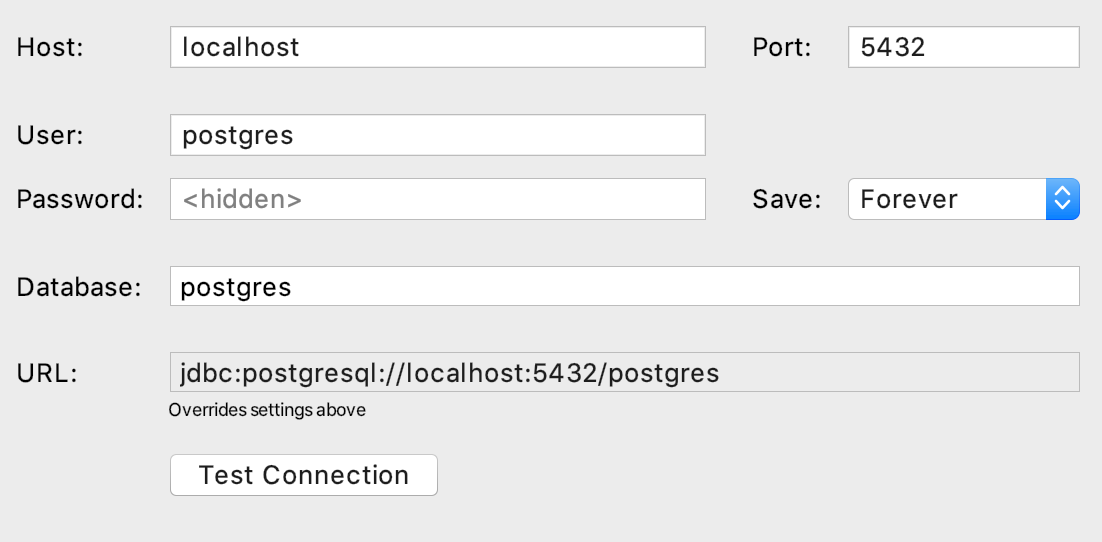 Host: localhost Port: 5432
User: postgres
Password: <hidden> Save: Forever
Database: postgres
URL: jdbc:postgresql://localhost:5432/postgres
Overrides settings above
Test Connection